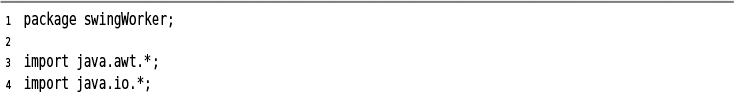 1 package swingWorker;
2
3 import java.awt.*;
4 import java.io.*;